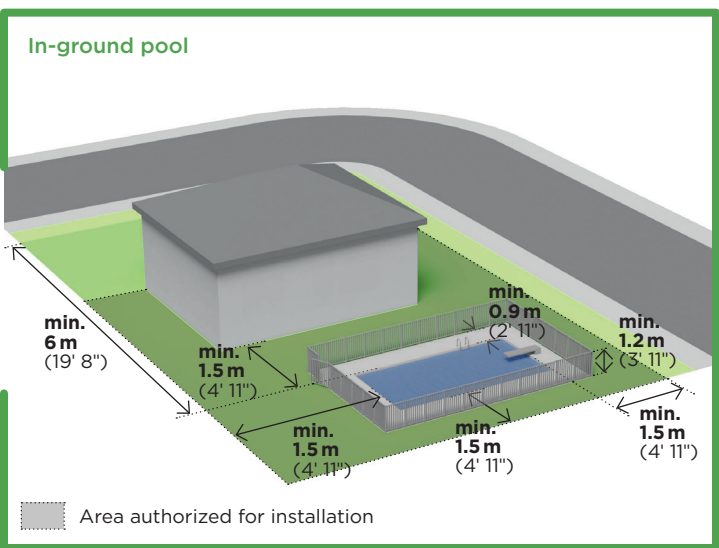 In-ground pool
min.
0.9 m
(2' 11")
min.
6 m
(19' 8")
min.
1.5 m
(4' 11")
min.
1.2 m
(3' 11")
min.
1.5 m
(4' 11")
min.
1.5 m
(4' 11")
min.
1.5 m
(4' 11")
Area authorized for installation